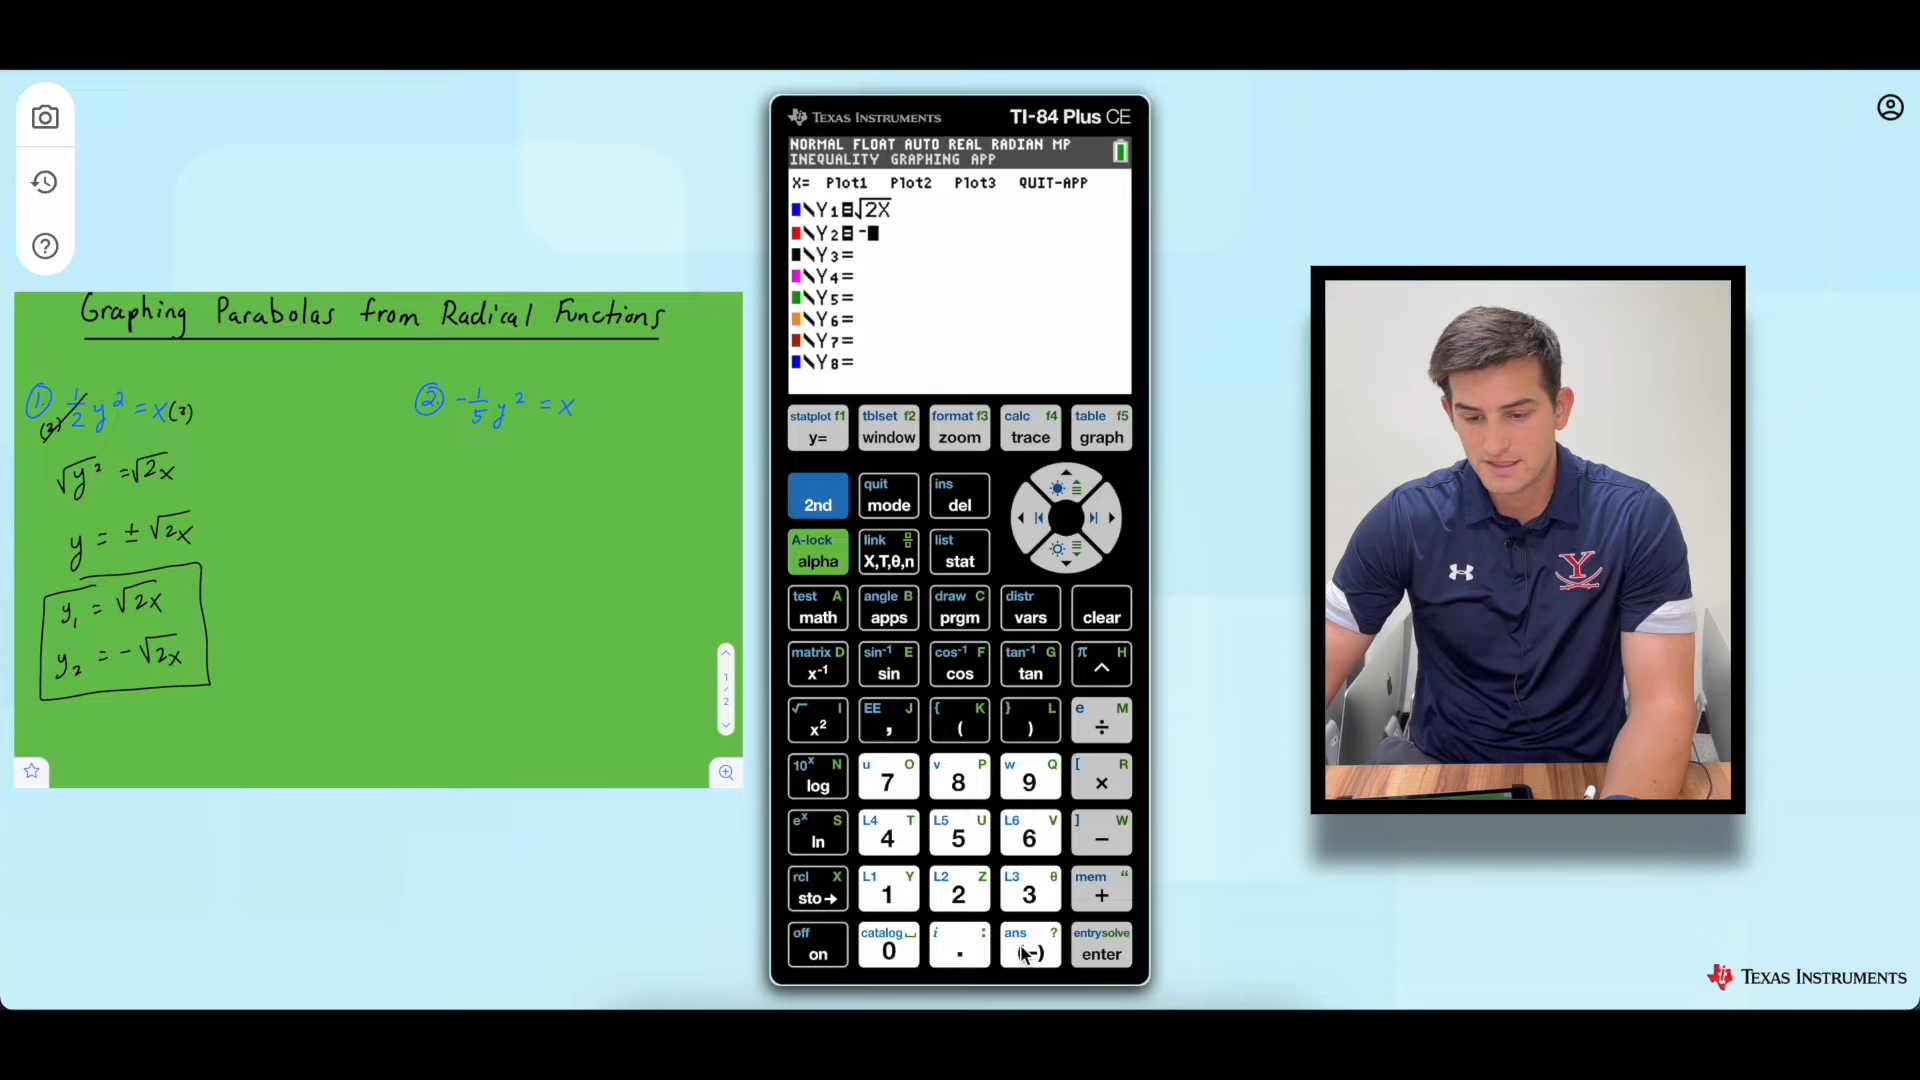 Graphing Parabolas from Radical Functions
1. (2) 1/2 y² = x(2)
√y² = √2x
y = ± √2x
y₁ = √2x
y₂ = -√2x
2. -1/5 y² = x
1 / 2
TEXAS INSTRUMENTS TI-84 Plus CE
NORMAL FLOAT AUTO REAL RADIAN MP
INEQUALITY GRAPHING APP
X= Plot1 Plot2 Plot3 QUIT-APP
\Y1=√2X
\Y2=-
\Y3=
\Y4=
\Y5=
\Y6=
\Y7=
\Y8=
statplot f1 tblset f2 format f3 calc f4 table f5
y= window zoom trace graph
quit ins
2nd mode del
A-lock link list
alpha X,T,θ,n stat
test A angle B draw C distr
math apps prgm vars clear
matrix D sin⁻¹ E cos⁻¹ F tan⁻¹ G π H
x⁻¹ sin cos tan ^
√ I EE J { K } L e M
x² , ( ) ÷
10ˣ N u O v P w Q [ R
log 7 8 9 ×
eˣ S L4 T L5 U L6 V ] W
ln 4 5 6 −
rcl X L1 Y L2 Z L3 θ mem “
sto→ 1 2 3 +
off catalog i : ans ? entry solve
on 0 . (-) enter
Y
TEXAS INSTRUMENTS